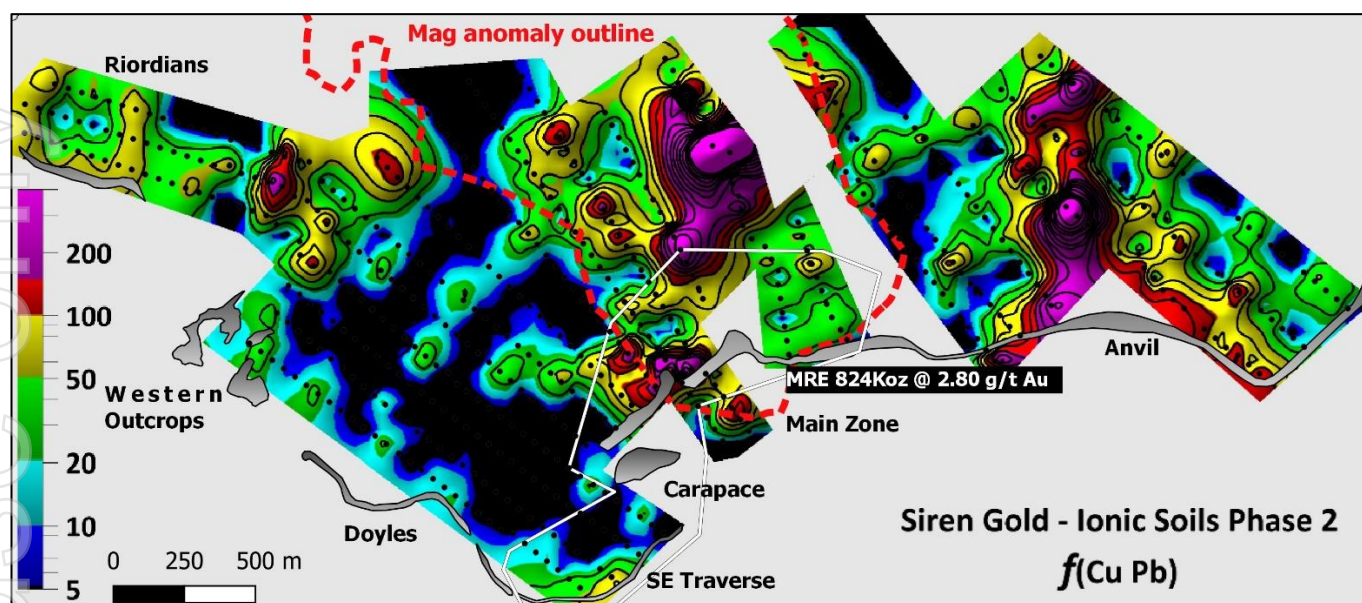 Mag anomaly outline
Riordians
200
100
50
20
10
5
Western
Outcrops
Anvil
MRE 824Koz @ 2.80 g/t Au
Main Zone
Carapace
Doyles
0 250 500 m
SE Traverse
Siren Gold - Ionic Soils Phase 2
f(Cu Pb)